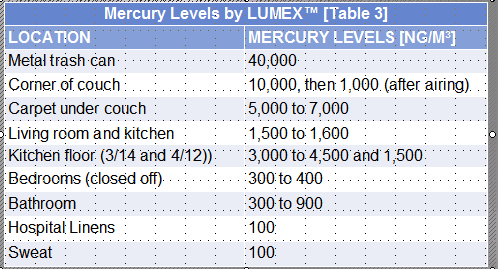 Mercury Levels by LUMEX™ [Table 3]
LOCATION MERCURY LEVELS [NG/M³]
Metal trash can 40,000
Corner of couch 10,000, then 1,000 (after airing)
Carpet under couch 5,000 to 7,000
Living room and kitchen 1,500 to 1,600
Kitchen floor (3/14 and 4/12)) 3,000 to 4,500 and 1,500
Bedrooms (closed off) 300 to 400
Bathroom 300 to 900
Hospital Linens 100
Sweat 100